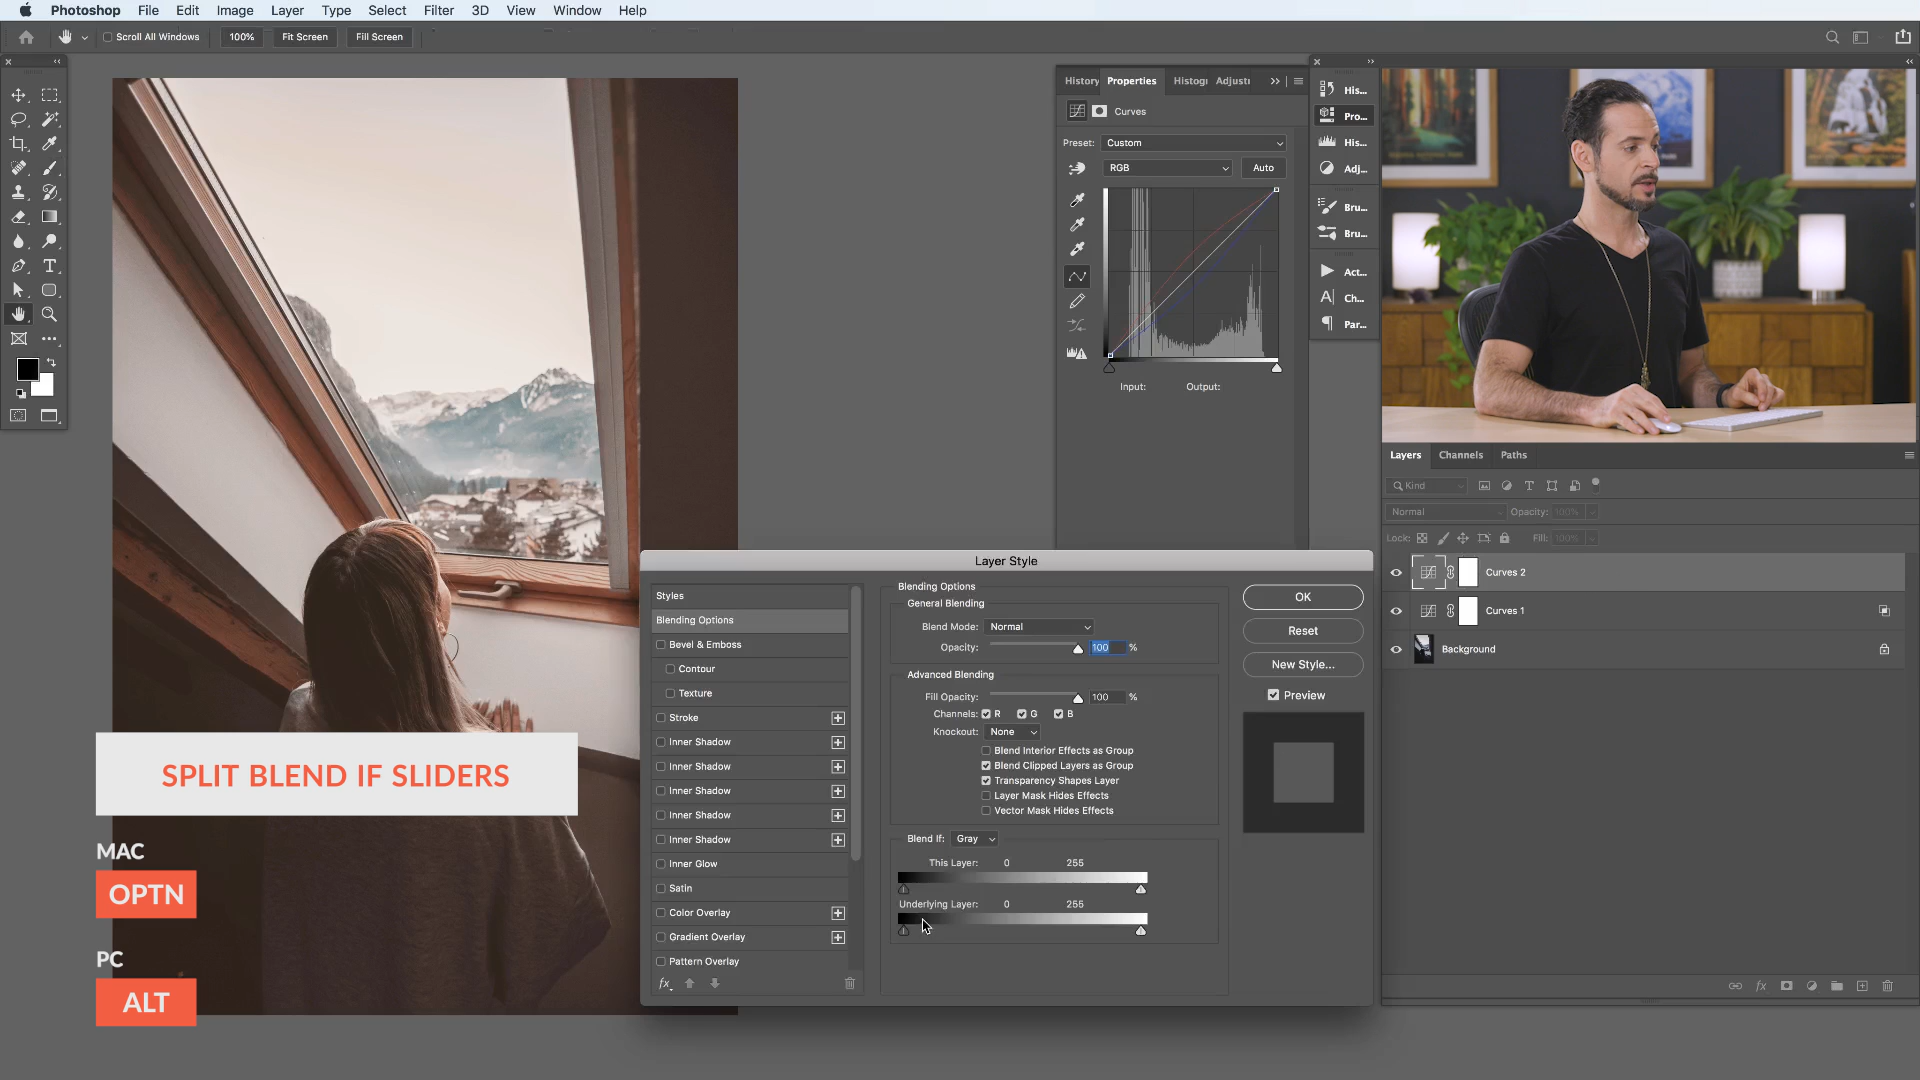 Photoshop File Edit Image Layer Type Select Filter 3D View Window Help
Scroll All Windows 100% Fit Screen Fill Screen
History Properties Histogr Adjustr
Curves
Preset: Custom
RGB Auto
Input: Output:
His...
Pro...
His...
Adj...
Bru...
Bru...
Act...
Ch...
Par...
Layers Channels Paths
Kind
Normal Opacity: 100%
Lock: Fill: 100%
Curves 2
Curves 1
Background
Layer Style
Styles
Blending Options
Bevel & Emboss
Contour
Texture
Stroke
Inner Shadow
Inner Shadow
Inner Shadow
Inner Shadow
Inner Shadow
Inner Glow
Satin
Color Overlay
Gradient Overlay
Pattern Overlay
fx
Blending Options
General Blending
Blend Mode: Normal
Opacity: 100 %
Advanced Blending
Fill Opacity: 100 %
Channels: R G B
Knockout: None
Blend Interior Effects as Group
Blend Clipped Layers as Group
Transparency Shapes Layer
Layer Mask Hides Effects
Vector Mask Hides Effects
Blend If: Gray
This Layer: 0 255
Underlying Layer: 0 255
OK
Reset
New Style...
Preview
fx
SPLIT BLEND IF SLIDERS
MAC
OPTN
PC
ALT